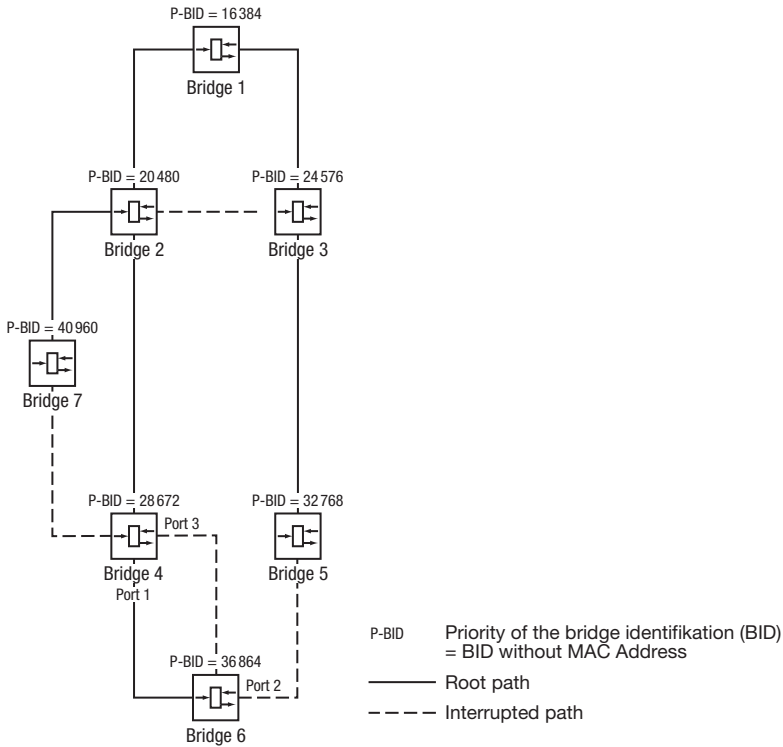 P-BID = 16 384
Bridge 1
P-BID = 20 480
P-BID = 24 576
Bridge 2
Bridge 3
P-BID = 40 960
Bridge 7
P-BID = 28 672
P-BID = 32 768
Port 3
Bridge 4
Bridge 5
Port 1
P-BID = 36 864
Port 2
Bridge 6
P-BID Priority of the bridge identifikation (BID)
= BID without MAC Address
Root path
Interrupted path